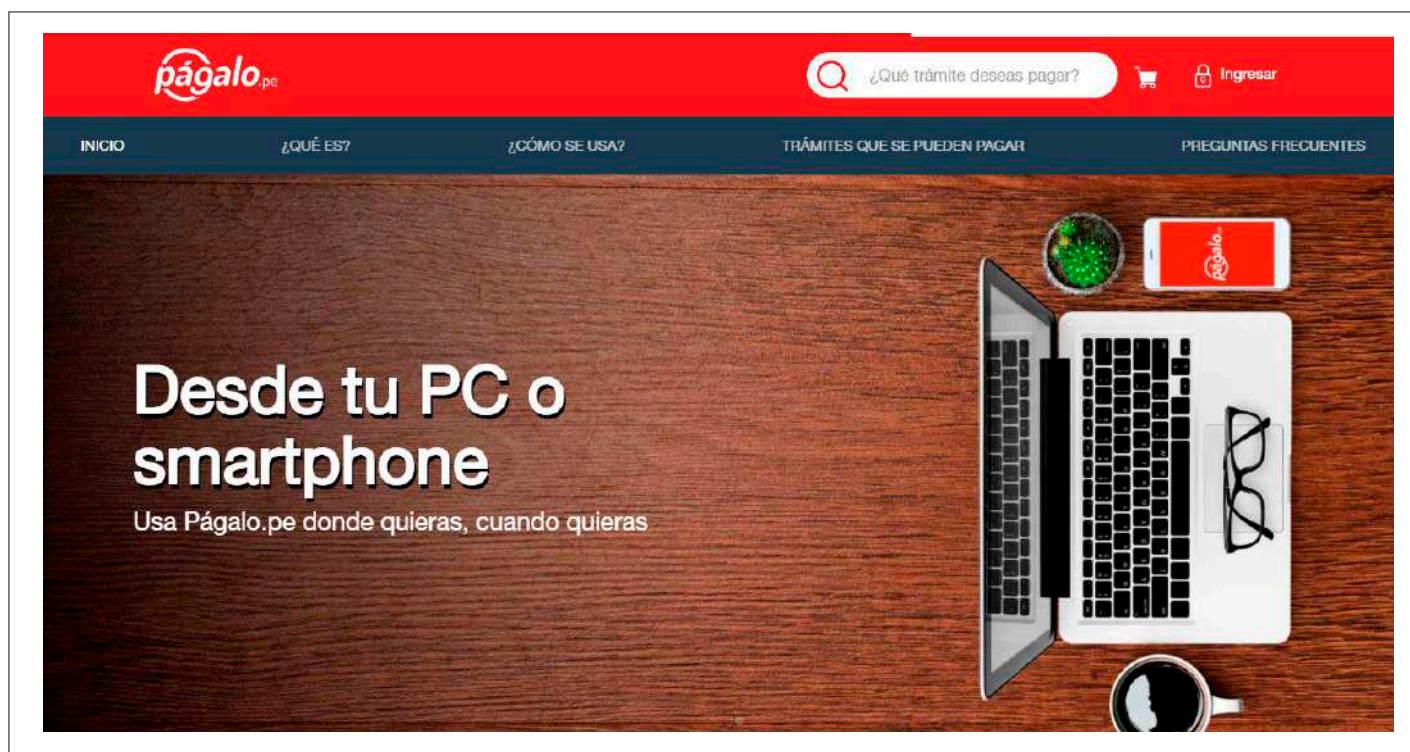 págalo.pe
¿Qué trámite deseas pagar?
Ingresar
INICIO
¿QUÉ ES?
¿CÓMO SE USA?
TRÁMITES QUE SE PUEDEN PAGAR
PREGUNTAS FRECUENTES
págalo.
Desde tu PC o
smartphone
Usa Págalo.pe donde quieras, cuando quieras